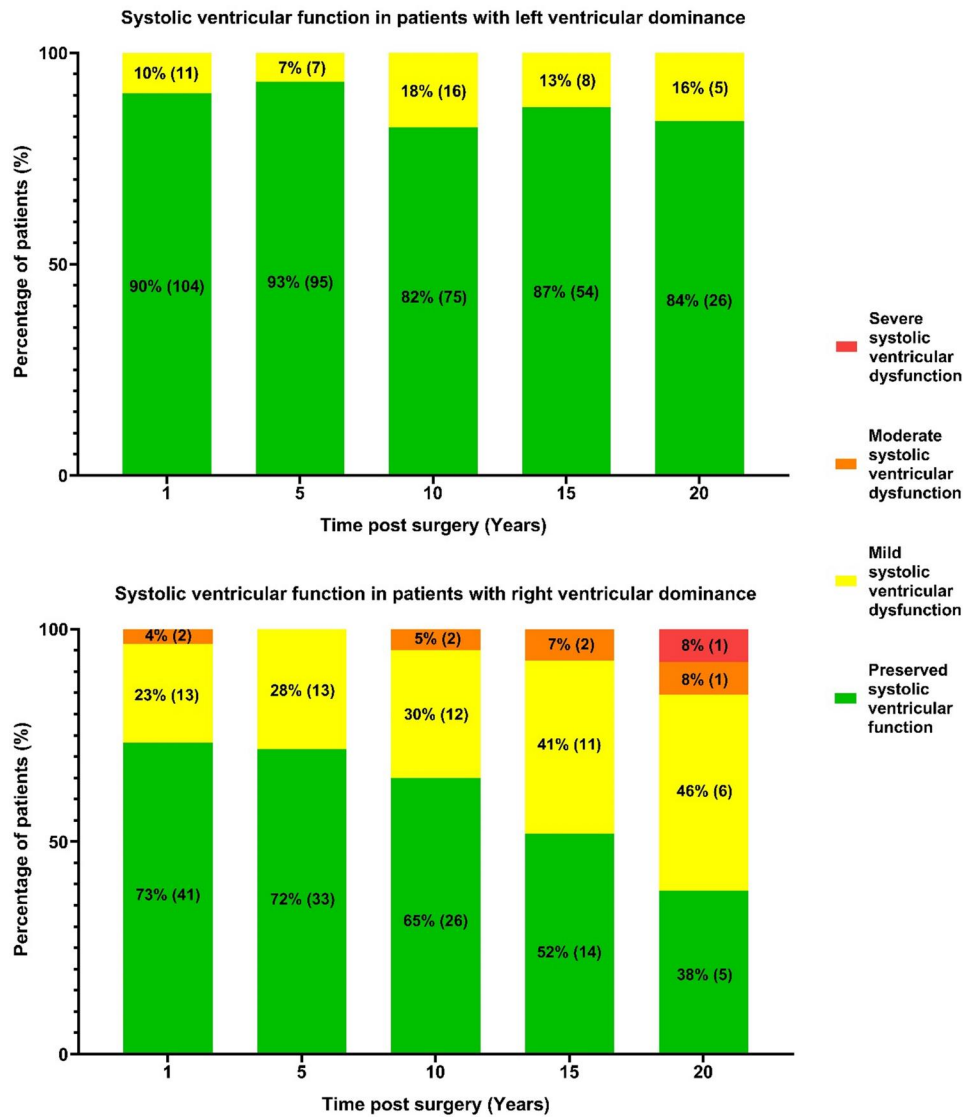 Systolic ventricular function in patients with left ventricular dominance
100
10% (11)
7% (7)
18% (16)
13% (8)
16% (5)
Percentage of patients (%)
50
90% (104)
93% (95)
82% (75)
87% (54)
84% (26)
0
1
5
10
15
20
Time post surgery (Years)
Severe
systolic
ventricular
dysfunction
Moderate
systolic
ventricular
dysfunction
Mild
systolic
ventricular
dysfunction
Preserved
systolic
ventricular
function
Systolic ventricular function in patients with right ventricular dominance
100
4% (2)
5% (2)
7% (2)
8% (1)
8% (1)
23% (13)
28% (13)
30% (12)
41% (11)
46% (6)
Percentage of patients (%)
50
73% (41)
72% (33)
65% (26)
52% (14)
38% (5)
0
1
5
10
15
20
Time post surgery (Years)